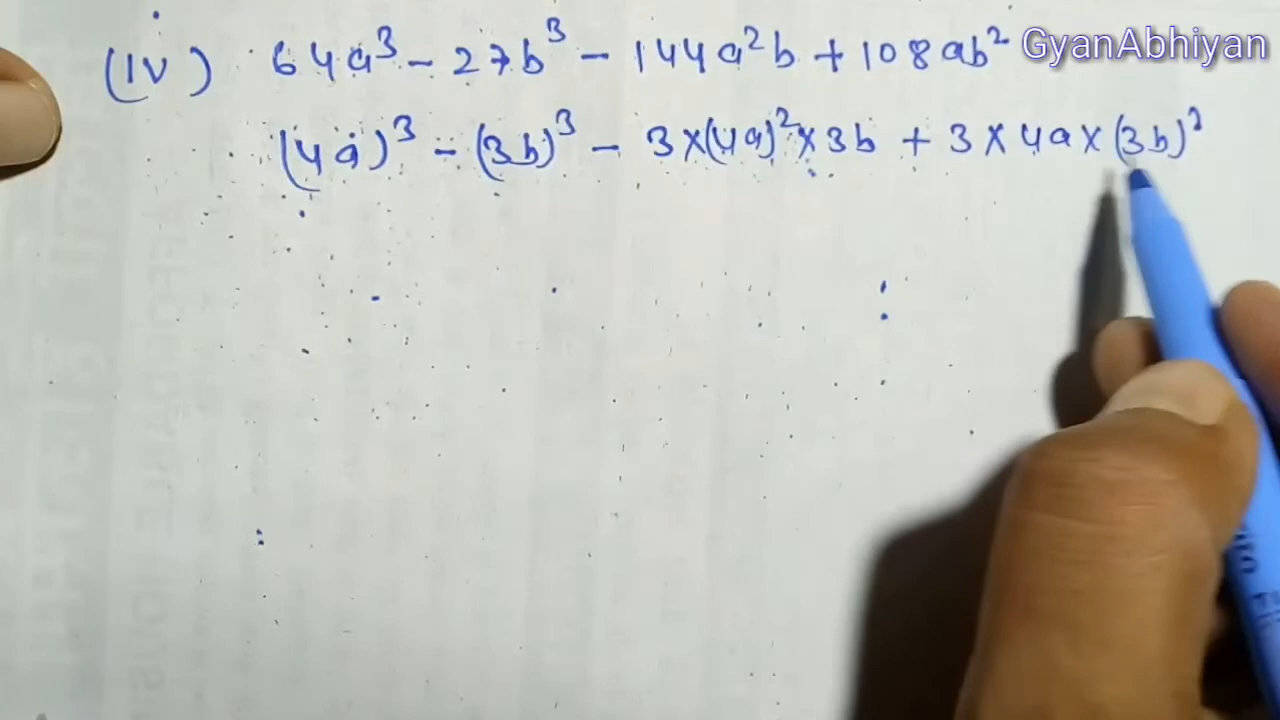 (iv) 64a³ - 27b³ - 144a²b + 108ab² GyanAbhiyan
(4a)³ - (3b)³ - 3×(4a)²×3b + 3×4a×(3b)²